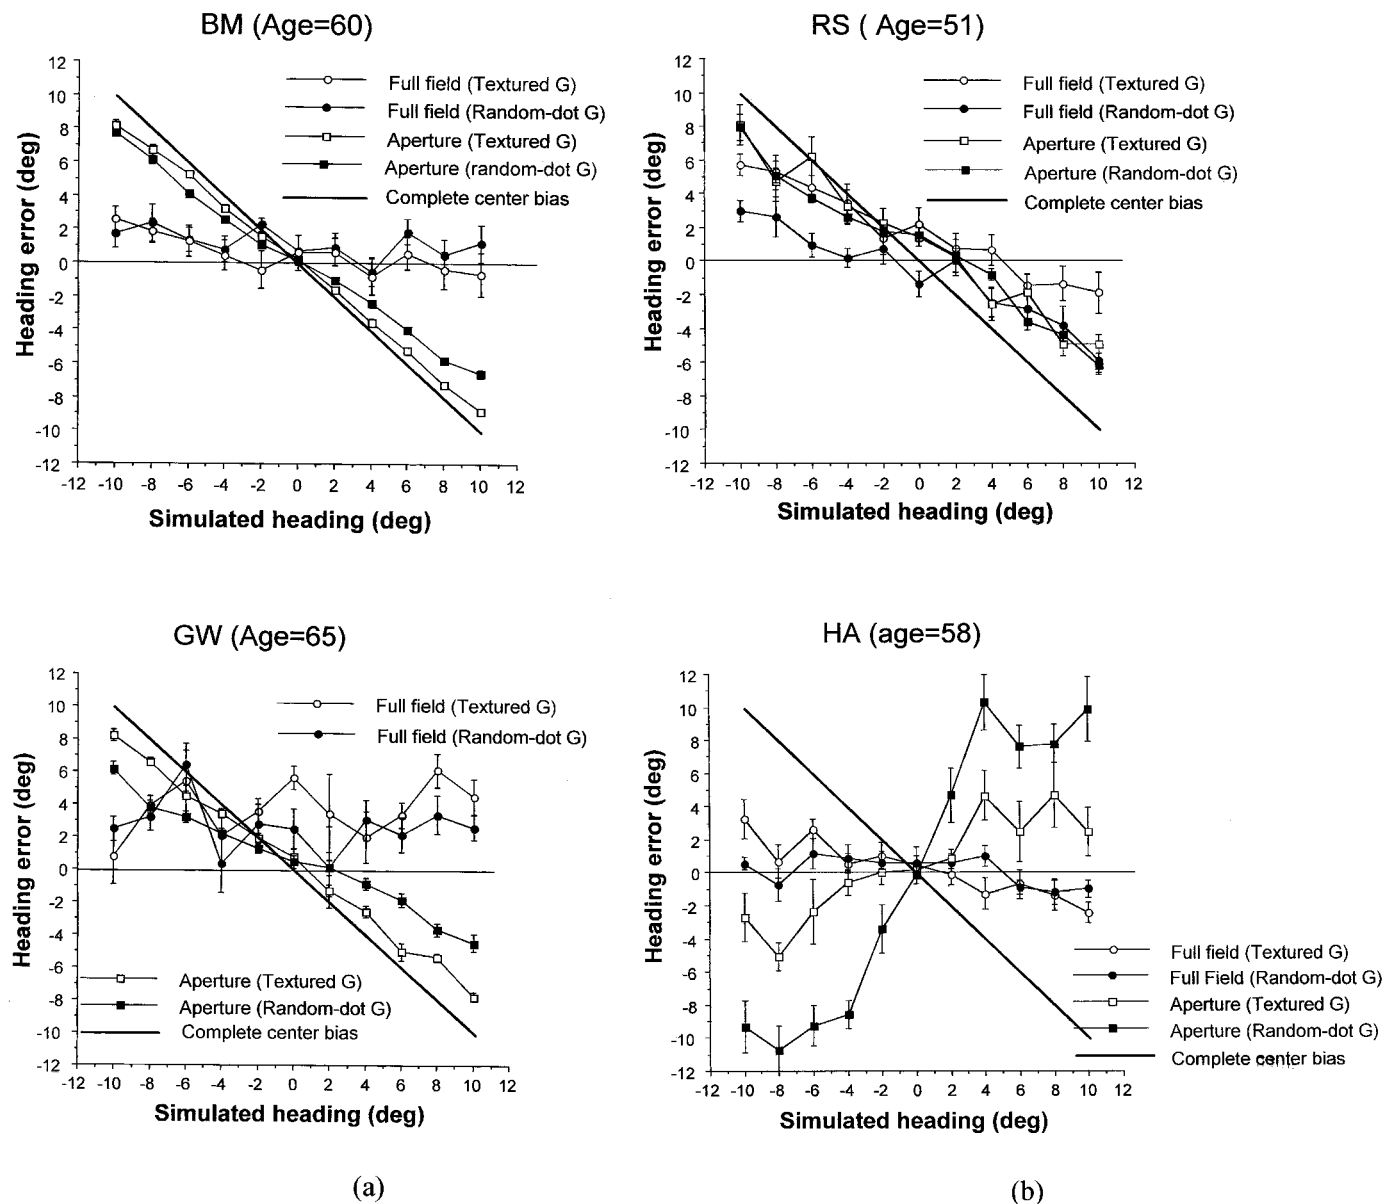 BM (Age=60)
12
10
8
6
4
2
0
-2
-4
-6
-8
-10
-12
Heading error (deg)
Full field (Textured G)
Full field (Random-dot G)
Aperture (Textured G)
Aperture (random-dot G)
Complete center bias
-12 -10 -8 -6 -4 -2 0 2 4 6 8 10 12
Simulated heading (deg)
RS ( Age=51)
12
10
8
6
4
2
0
-2
-4
-6
-8
-10
-12
Heading error (deg)
Full field (Textured G)
Full field (Random-dot G)
Aperture (Textured G)
Aperture (Random-dot G)
Complete center bias
-12 -10 -8 -6 -4 -2 0 2 4 6 8 10 12
Simulated heading (deg)
GW (Age=65)
12
10
8
6
4
2
0
-2
-4
-6
-8
-10
-12
Heading error (deg)
Full field (Textured G)
Full field (Random-dot G)
Aperture (Textured G)
Aperture (Random-dot G)
Complete center bias
-12 -10 -8 -6 -4 -2 0 2 4 6 8 10 12
Simulated heading (deg)
(a)
HA (age=58)
12
10
8
6
4
2
0
-2
-4
-6
-8
-10
-12
Heading error (deg)
Full field (Textured G)
Full Field (Random-dot G)
Aperture (Textured G)
Aperture (Random-dot G)
Complete center bias
-12 -10 -8 -6 -4 -2 0 2 4 6 8 10 12
Simulated heading (deg)
(b)